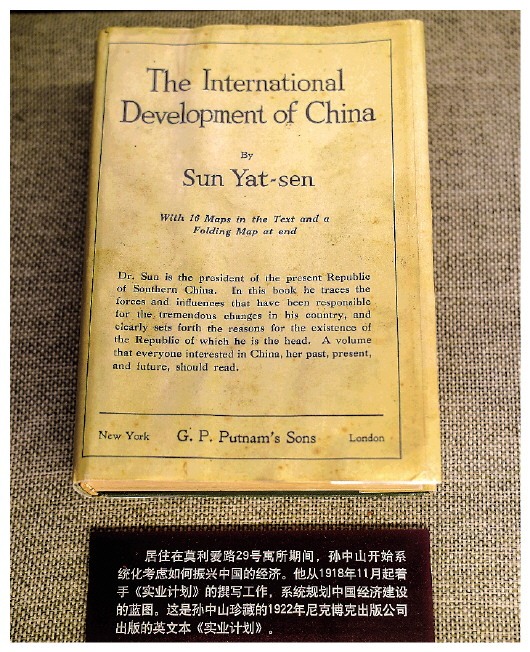 The International
Development of China
By
Sun Yat-sen
With 16 Maps in the Text and a
Folding Map at end
Dr. Sun is the president of the present Republic
of Southern China. In this book he traces the
forces and influences that have been responsible
for the tremendous changes in his country, and
clearly sets forth the reasons for the existence of
the Republic of which he is the head. A volume
that everyone interested in China, her past, present,
and future, should read.
New York G. P. Putnam's Sons London
居住在莫利爱路29号寓所期间，孙中山开始系
统化考虑如何振兴中国的经济。他从1918年11月起着
手《实业计划》的撰写工作，系统规划中国经济建设
的蓝图。这是孙中山珍藏的1922年尼克博克出版公司
出版的英文本《实业计划》。